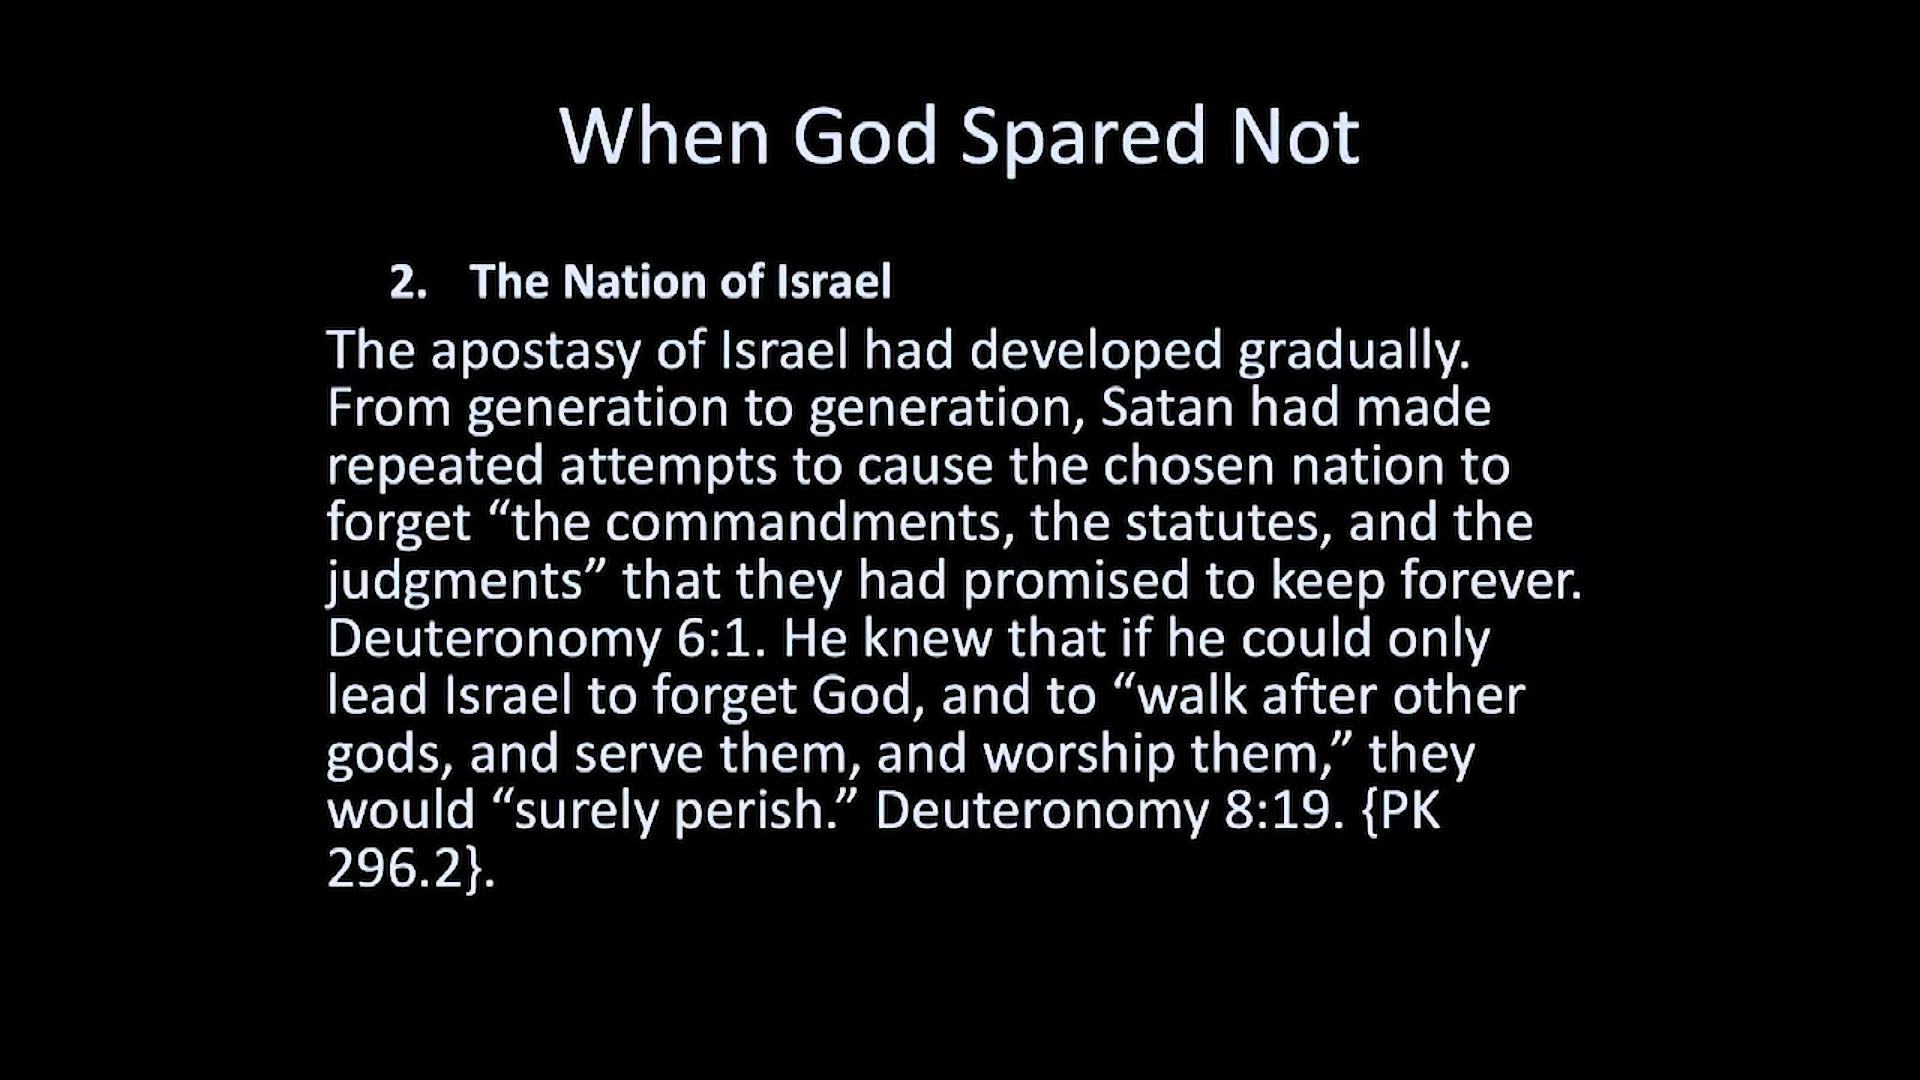 When God Spared Not
2. The Nation of Israel
The apostasy of Israel had developed gradually.
From generation to generation, Satan had made
repeated attempts to cause the chosen nation to
forget “the commandments, the statutes, and the
judgments” that they had promised to keep forever.
Deuteronomy 6:1. He knew that if he could only
lead Israel to forget God, and to “walk after other
gods, and serve them, and worship them,” they
would “surely perish.” Deuteronomy 8:19. {PK
296.2}.